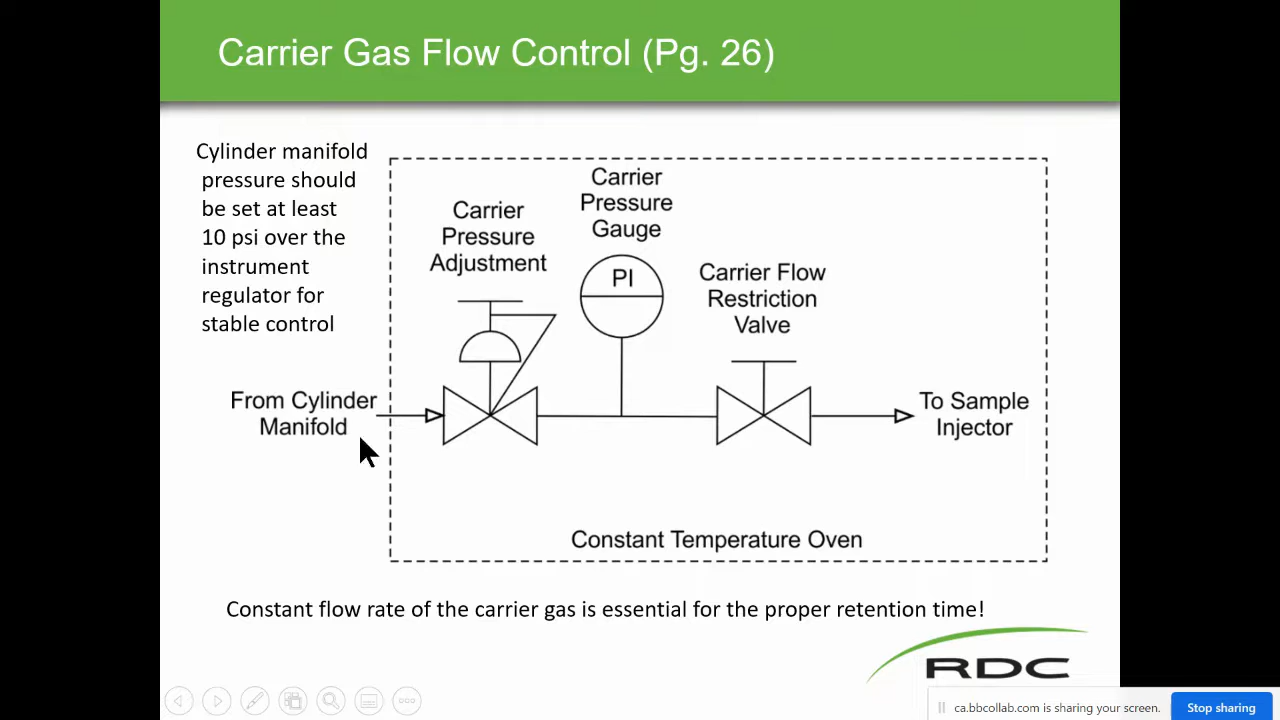 Carrier Gas Flow Control (Pg. 26)
Cylinder manifold
pressure should
be set at least
10 psi over the
instrument
regulator for
stable control
Carrier
Pressure
Adjustment
Carrier
Pressure
Gauge
PI
Carrier Flow
Restriction
Valve
From Cylinder
Manifold
To Sample
Injector
Constant Temperature Oven
Constant flow rate of the carrier gas is essential for the proper retention time!
RDC
ca.bbcollab.com is sharing your screen.
Stop sharing